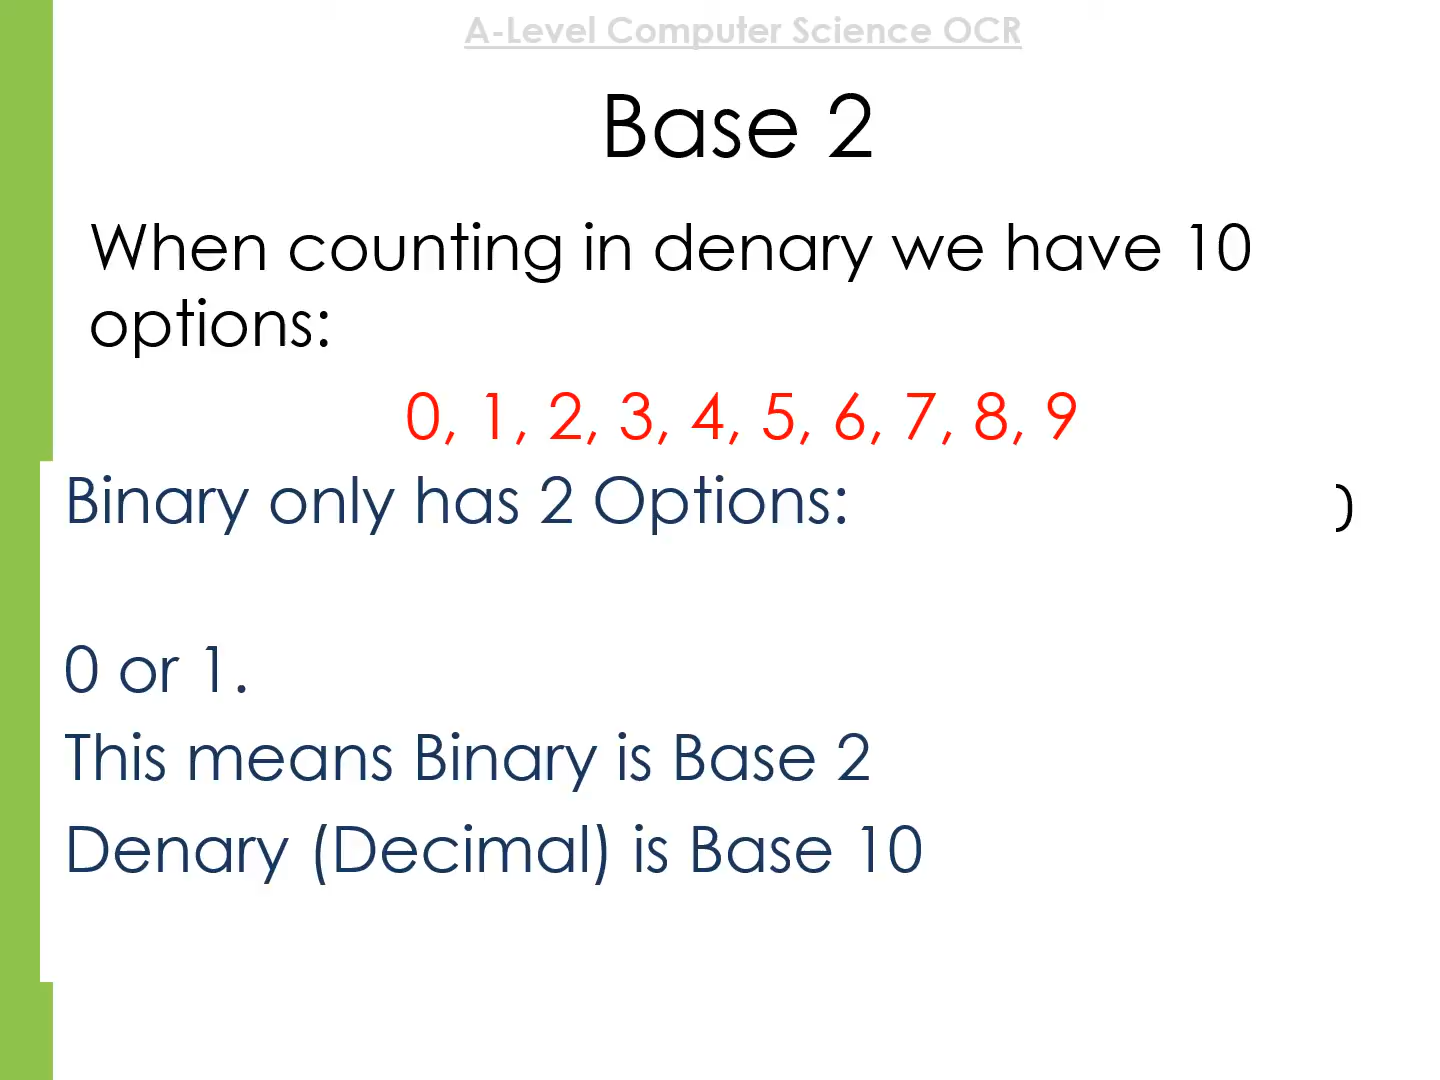 A-Level Computer Science OCR
Base 2
When counting in denary we have 10
options:
0, 1, 2, 3, 4, 5, 6, 7, 8, 9
Binary only has 2 Options:
0 or 1.
This means Binary is Base 2
Denary (Decimal) is Base 10